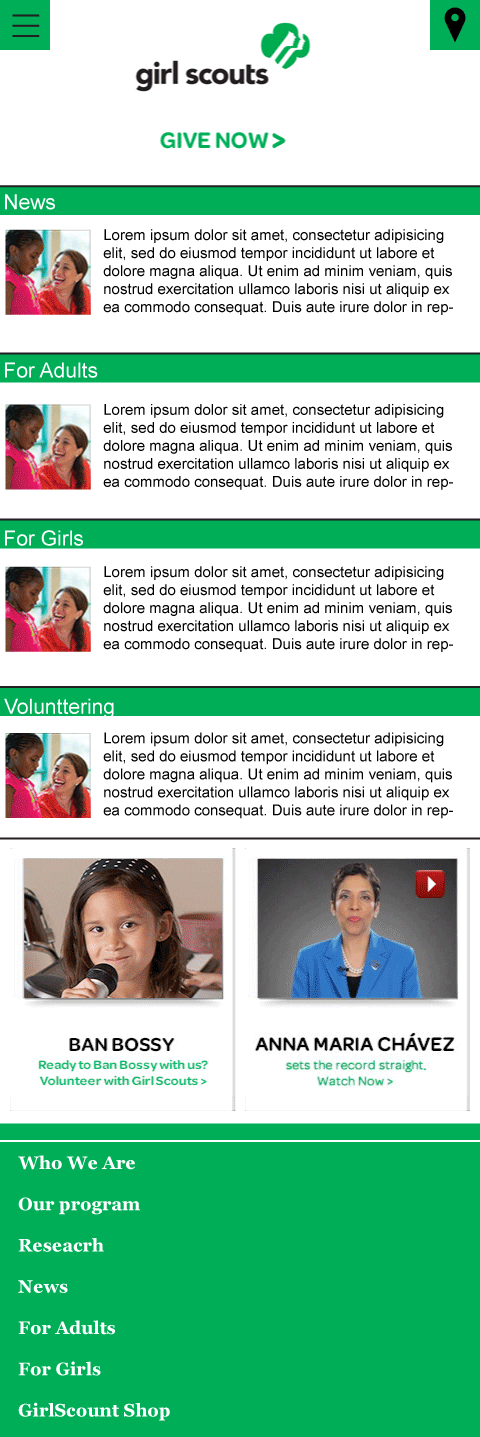 girl scouts
GIVE NOW >
News
Lorem ipsum dolor sit amet, consectetur adipisicing
elit, sed do eiusmod tempor incididunt ut labore et
dolore magna aliqua. Ut enim ad minim veniam, quis
nostrud exercitation ullamco laboris nisi ut aliquip ex
ea commodo consequat. Duis aute irure dolor in rep-
For Adults
Lorem ipsum dolor sit amet, consectetur adipisicing
elit, sed do eiusmod tempor incididunt ut labore et
dolore magna aliqua. Ut enim ad minim veniam, quis
nostrud exercitation ullamco laboris nisi ut aliquip ex
ea commodo consequat. Duis aute irure dolor in rep-
For Girls
Lorem ipsum dolor sit amet, consectetur adipisicing
elit, sed do eiusmod tempor incididunt ut labore et
dolore magna aliqua. Ut enim ad minim veniam, quis
nostrud exercitation ullamco laboris nisi ut aliquip ex
ea commodo consequat. Duis aute irure dolor in rep-
Volunttering
Lorem ipsum dolor sit amet, consectetur adipisicing
elit, sed do eiusmod tempor incididunt ut labore et
dolore magna aliqua. Ut enim ad minim veniam, quis
nostrud exercitation ullamco laboris nisi ut aliquip ex
ea commodo consequat. Duis aute irure dolor in rep-
BAN BOSSY
Ready to Ban Bossy with us?
Volunteer with Girl Scouts >
ANNA MARIA CHÁVEZ
sets the record straight.
Watch Now >
Who We Are
Our program
Reseacrh
News
For Adults
For Girls
GirlScount Shop